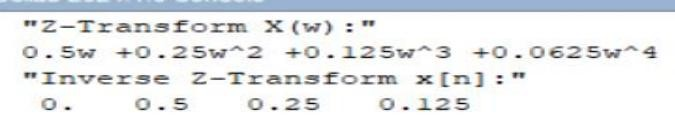 "Z-Transform X(w):"
0.5w +0.25w^2 +0.125w^3 +0.0625w^4
"Inverse Z-Transform x[n]:"
0. 0.5 0.25 0.125